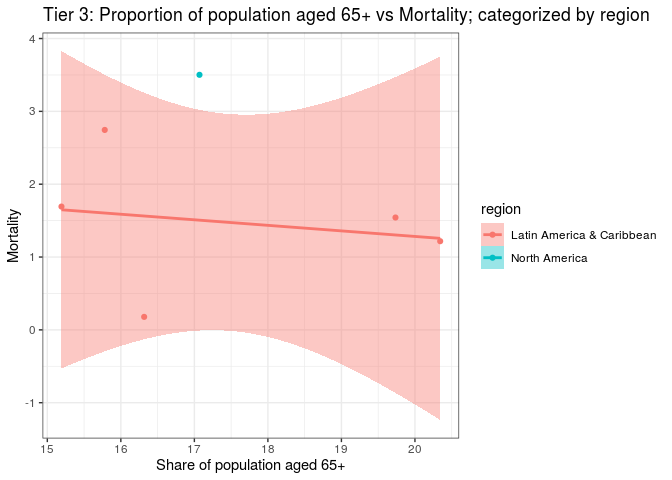 Tier 3: Proportion of population aged 65+ vs Mortality; categorized by region
4
3
2
1
0
-1
Mortality
15 16 17 18 19 20
Share of population aged 65+
region
Latin America & Caribbean
North America